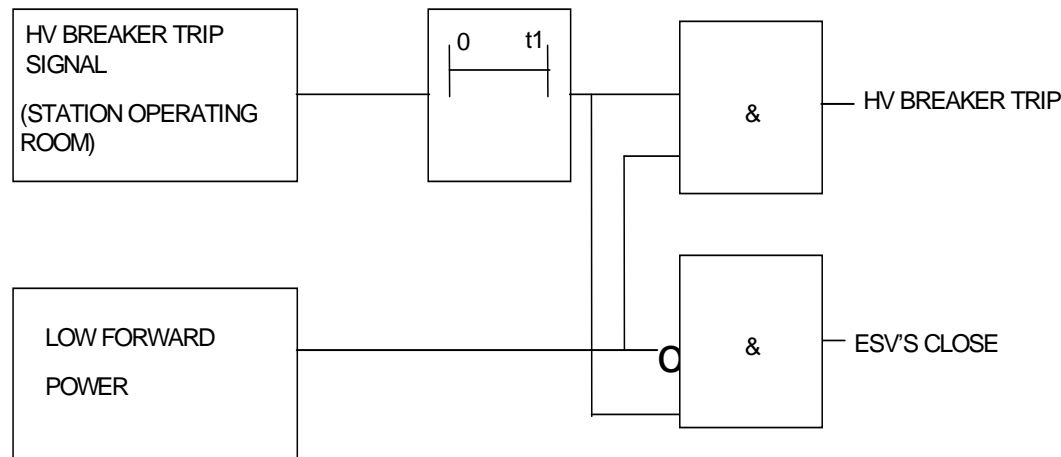 HV BREAKER TRIP
SIGNAL
(STATION OPERATING
ROOM)
0 t1
&
HV BREAKER TRIP
LOW FORWARD
POWER
&
ESV'S CLOSE